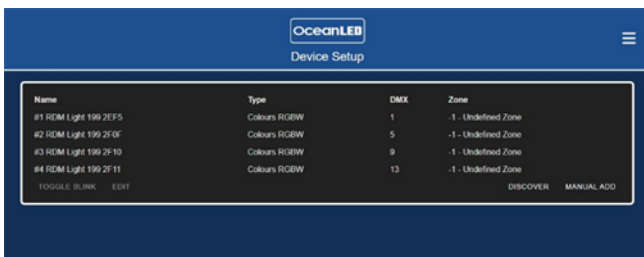 OceanLED
Device Setup
Name Type DMX Zone
#1 RDM Light 199 2EF5 Colours RGBW 1 -1 - Undefined Zone
#2 RDM Light 199 2F0F Colours RGBW 5 -1 - Undefined Zone
#3 RDM Light 199 2F10 Colours RGBW 9 -1 - Undefined Zone
#4 RDM Light 199 2F11 Colours RGBW 13 -1 - Undefined Zone
TOGGLE BLINK EDIT DISCOVER MANUAL ADD